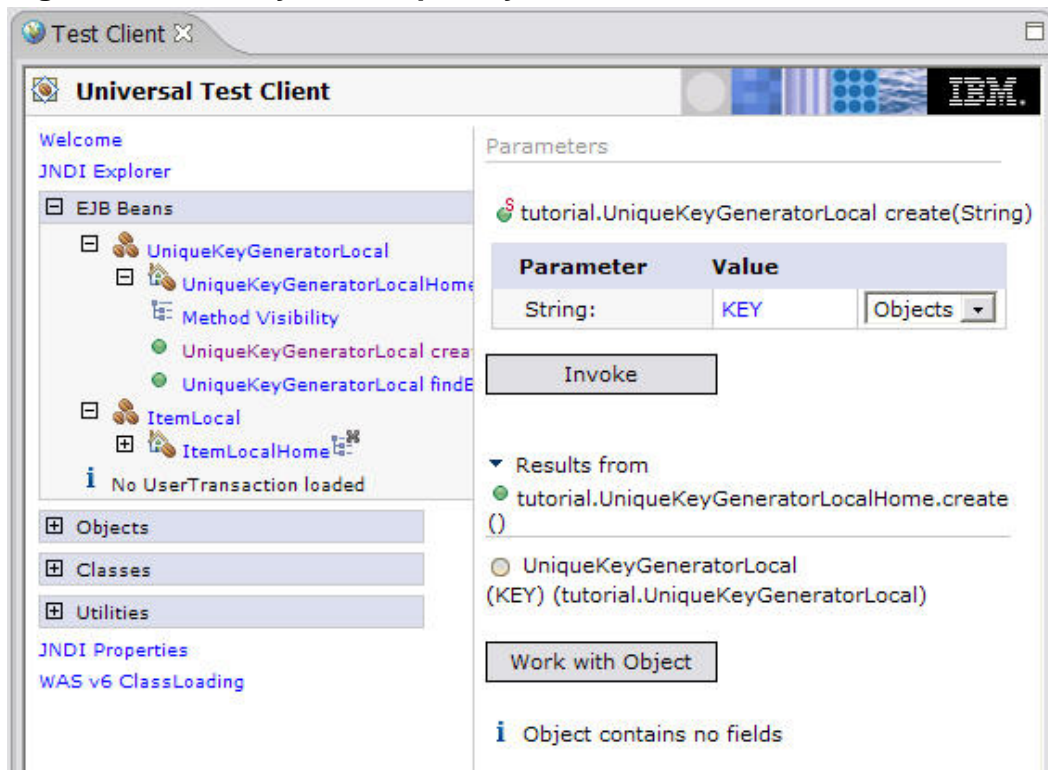 Test Client
Universal Test Client
IBM.
Welcome
JNDI Explorer
EJB Beans
UniqueKeyGeneratorLocal
UniqueKeyGeneratorLocalHome
Method Visibility
UniqueKeyGeneratorLocal crea
UniqueKeyGeneratorLocal findB
ItemLocal
ItemLocalHome
i No UserTransaction loaded
Objects
Classes
Utilities
JNDI Properties
WAS v6 ClassLoading
Parameters
S tutorial.UniqueKeyGeneratorLocal create(String)
Parameter Value
String: KEY Objects
Invoke
Results from
tutorial.UniqueKeyGeneratorLocalHome.create
()
UniqueKeyGeneratorLocal
(KEY) (tutorial.UniqueKeyGeneratorLocal)
Work with Object
i Object contains no fields